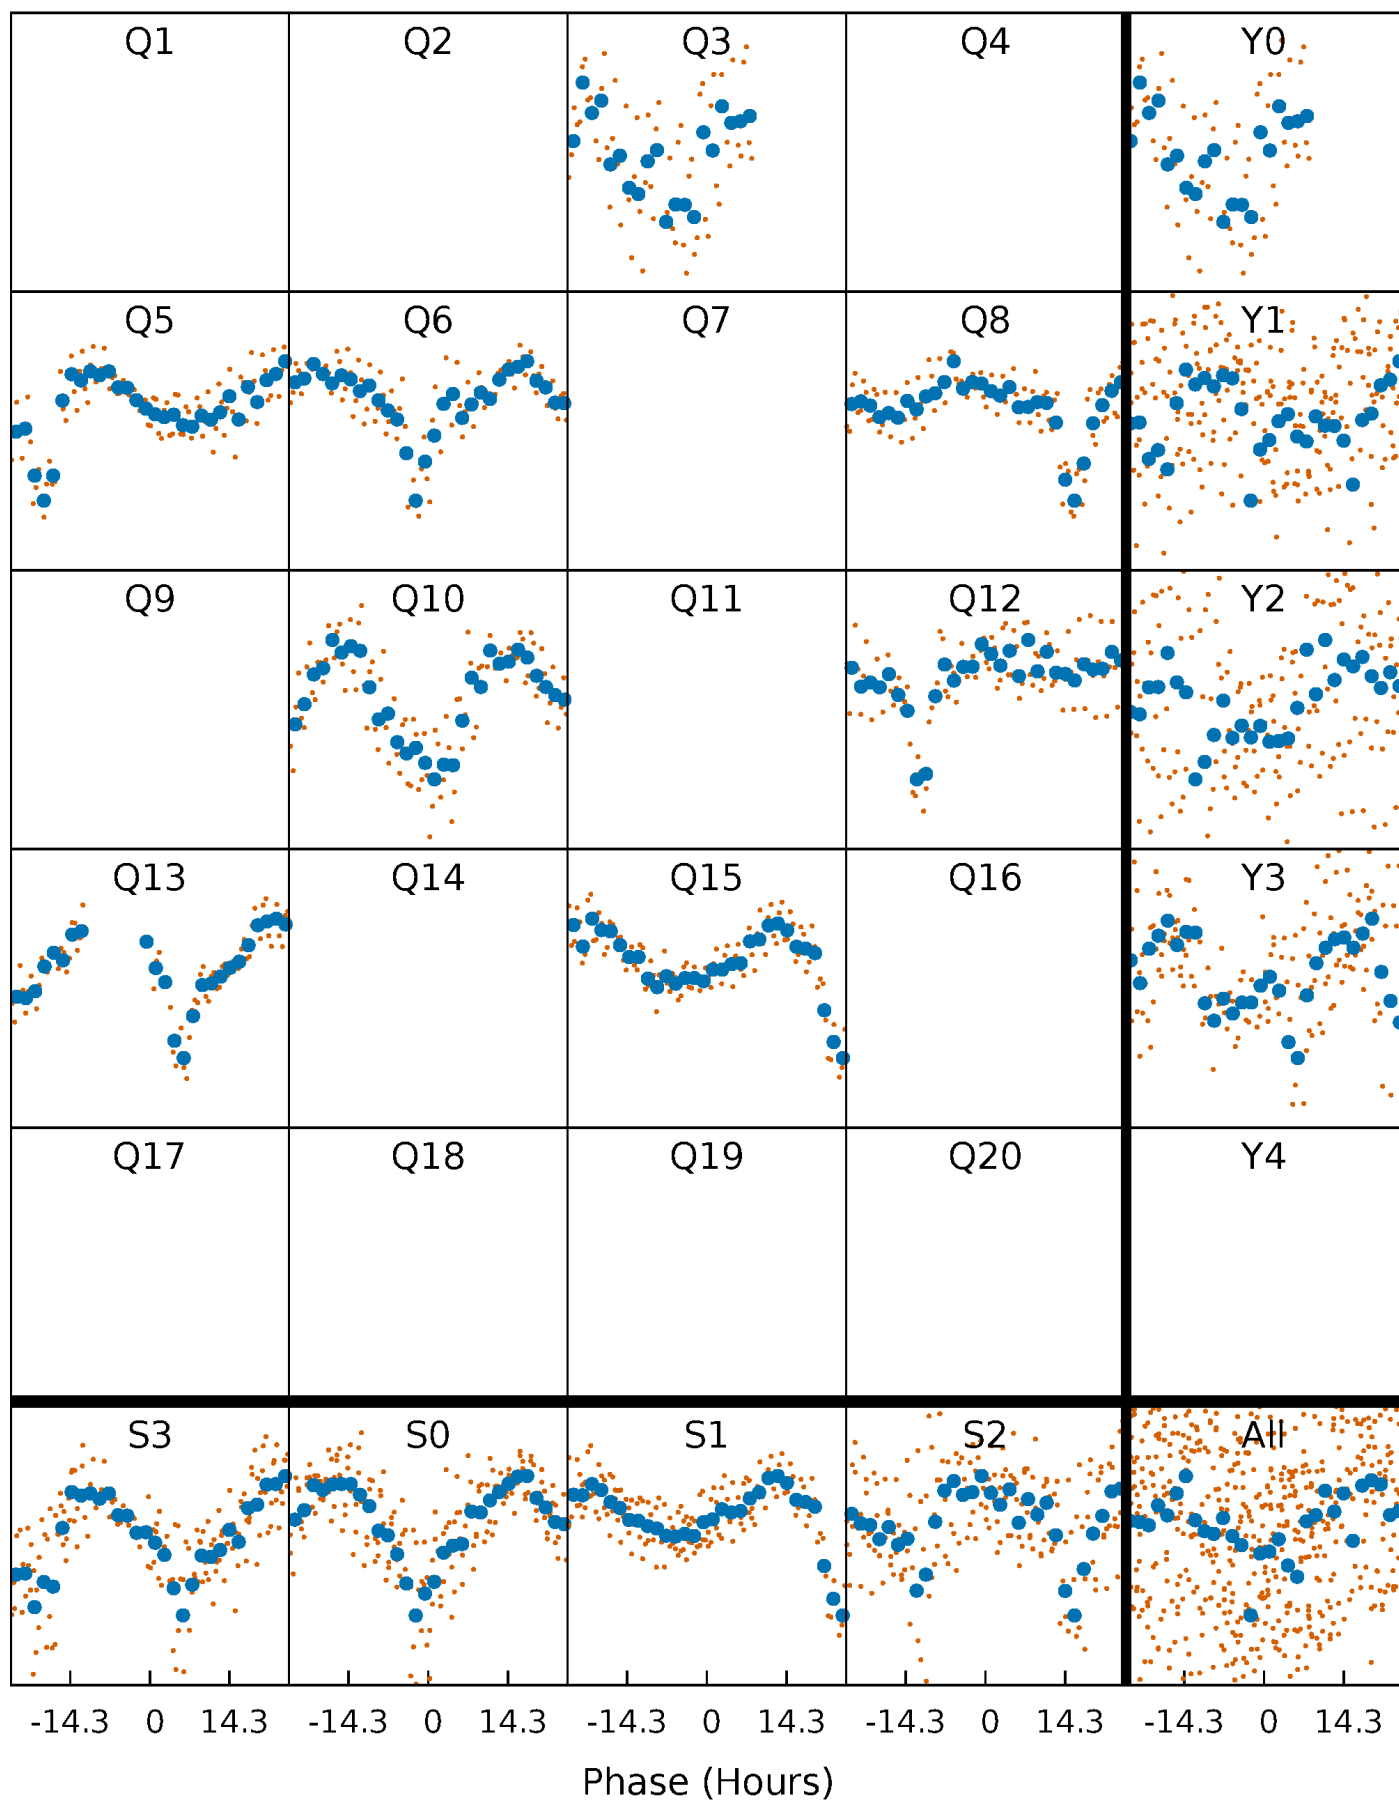 Q1 Q2 Q3 Q4 Y0
Q5 Q6 Q7 Q8 Y1
Q9 Q10 Q11 Q12 Y2
Q13 Q14 Q15 Q16 Y3
Q17 Q18 Q19 Q20 Y4
S3 S0 S1 S2 All
-14.3 0 14.3 -14.3 0 14.3 -14.3 0 14.3 -14.3 0 14.3 -14.3 0 14.3
Phase (Hours)